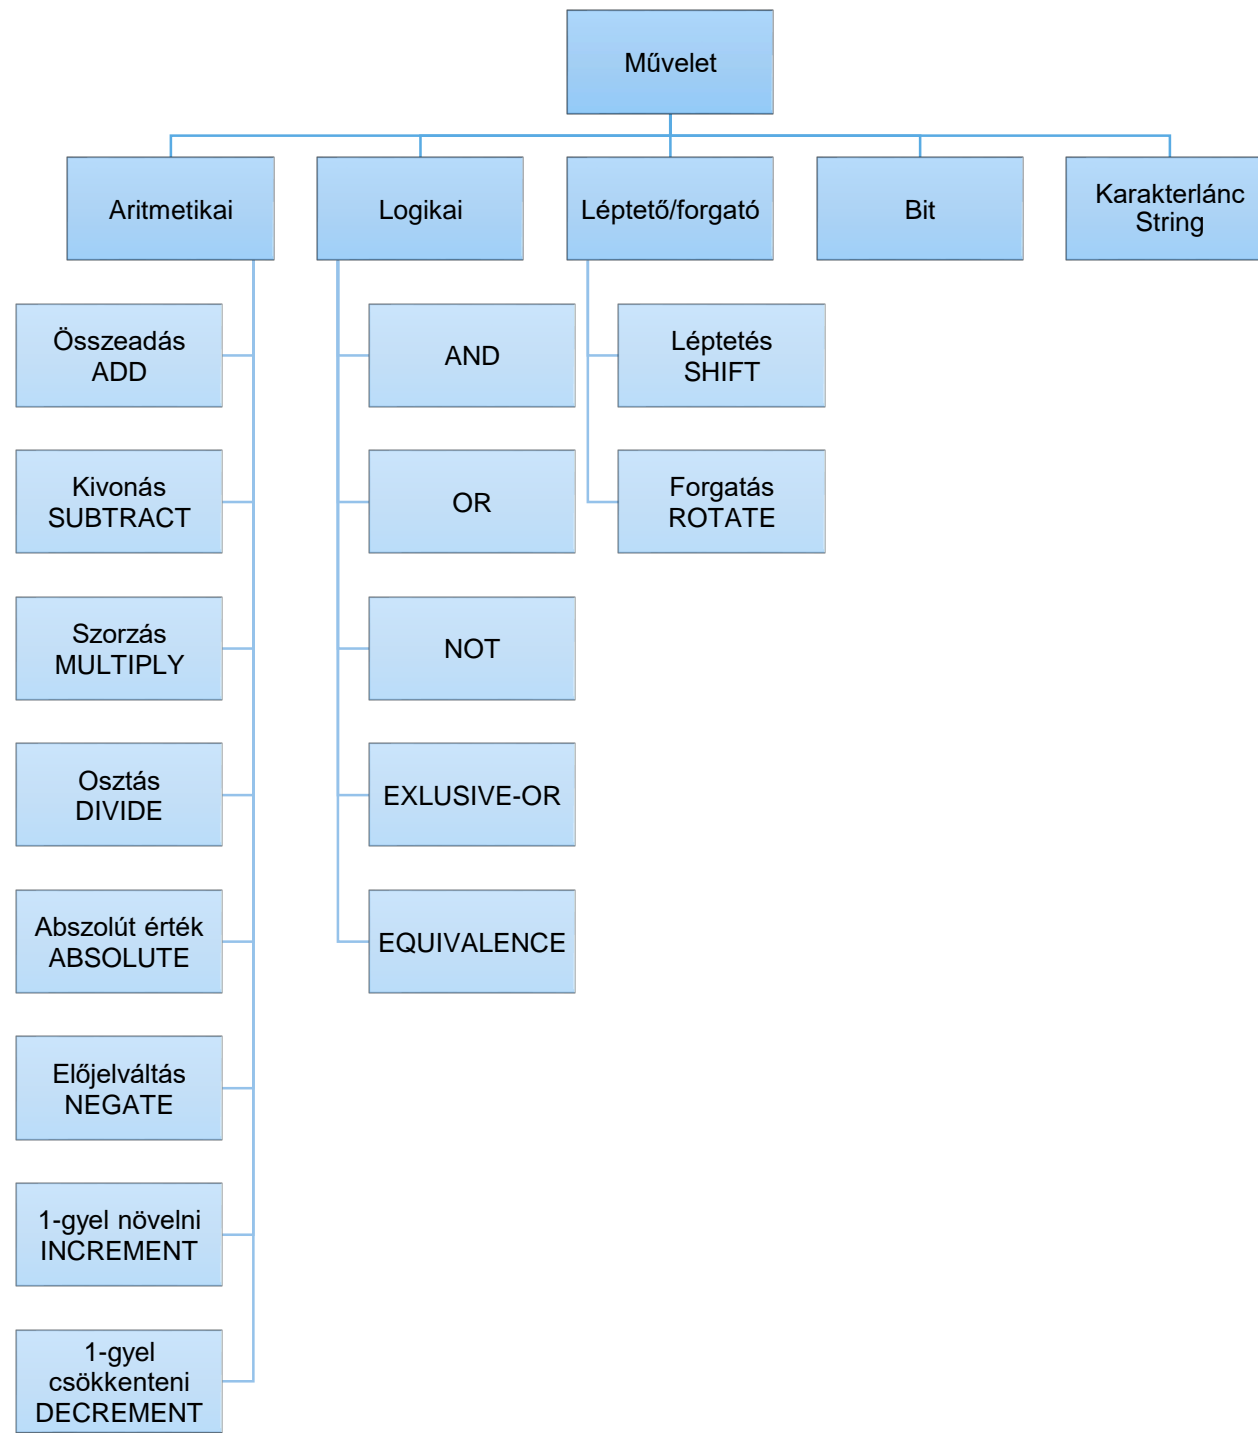 Művelet
Aritmetikai
Logikai
Léptető/forgató
Bit
Karakterlánc
String
Összeadás
ADD
AND
Léptetés
SHIFT
Kivonás
SUBTRACT
OR
Forgatás
ROTATE
Szorzás
MULTIPLY
NOT
Osztás
DIVIDE
EXLUSIVE-OR
Abszolút érték
ABSOLUTE
EQUIVALENCE
Előjelváltás
NEGATE
1-gyel növelni
INCREMENT
1-gyel
csökkenteni
DECREMENT